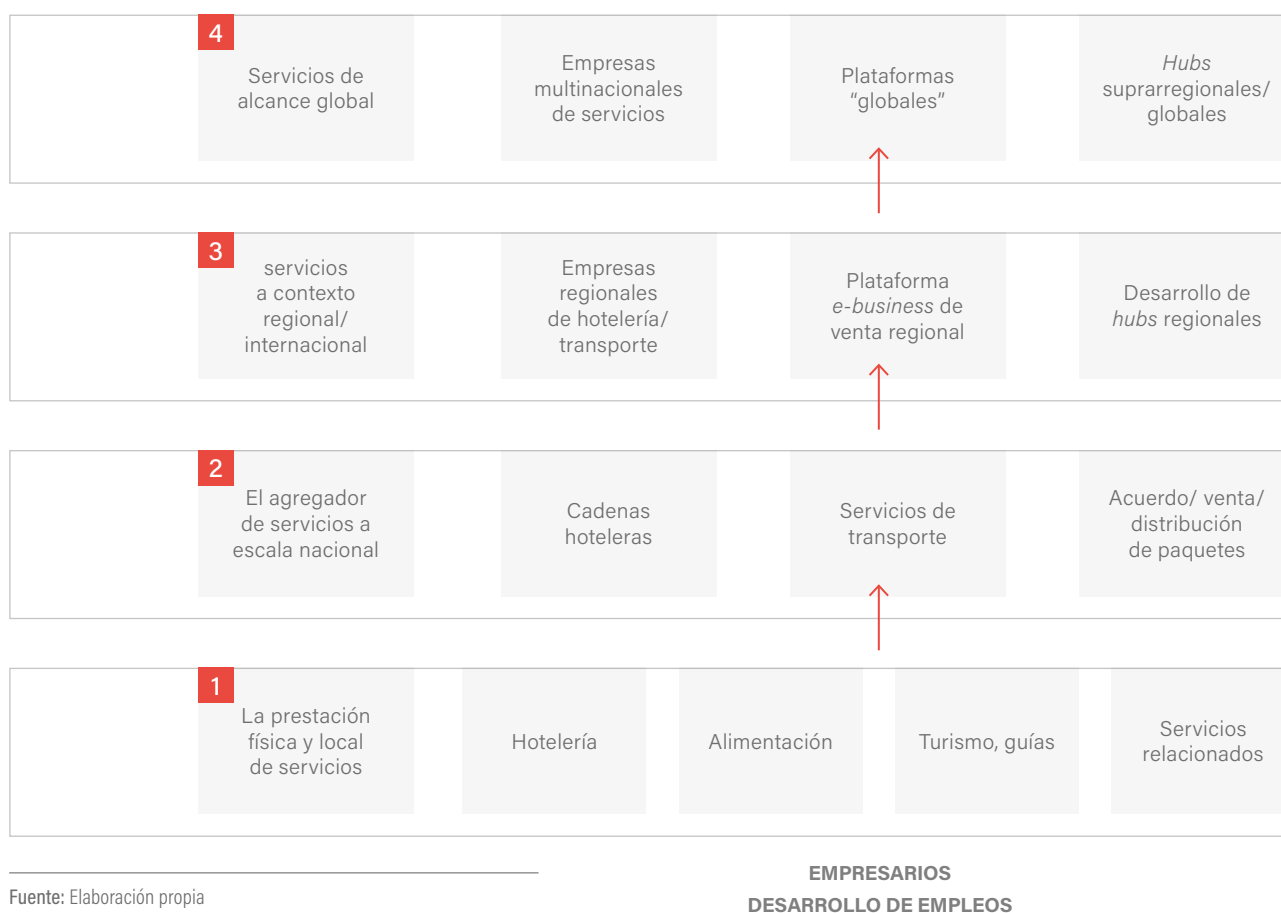 4
Servicios de
alcance global
Empresas
multinacionales
de servicios
Plataformas
“globales”
Hubs
suprarregionales/
globales
3
servicios
a contexto
regional/
internacional
Empresas
regionales
de hotelería/
transporte
Plataforma
e-business de
venta regional
Desarrollo de
hubs regionales
2
El agregador
de servicios a
escala nacional
Cadenas
hoteleras
Servicios de
transporte
Acuerdo/ venta/
distribución
de paquetes
1
La prestación
física y local
de servicios
Hotelería
Alimentación
Turismo, guías
Servicios
relacionados
Fuente: Elaboración propia
EMPRESARIOS
DESARROLLO DE EMPLEOS